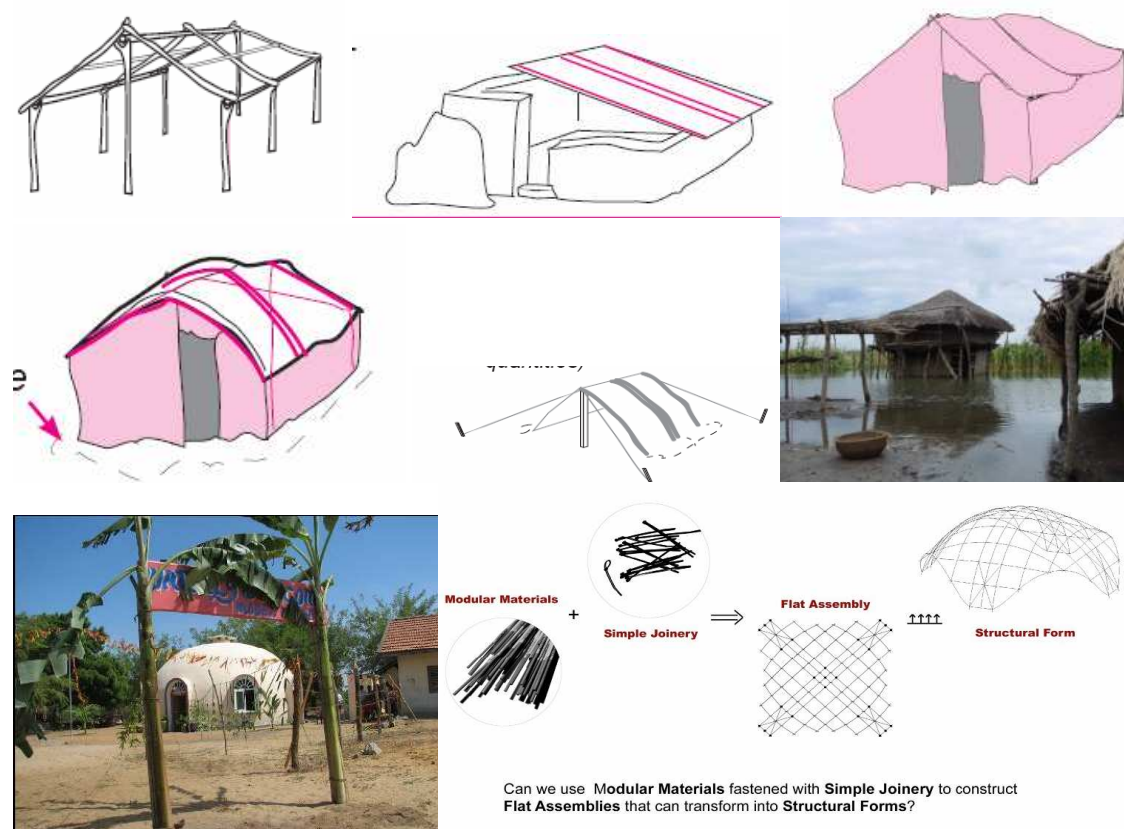 quantities)
Modular Materials
+
Simple Joinery
Flat Assembly
Structural Form
Can we use Modular Materials fastened with Simple Joinery to construct
Flat Assemblies that can transform into Structural Forms?